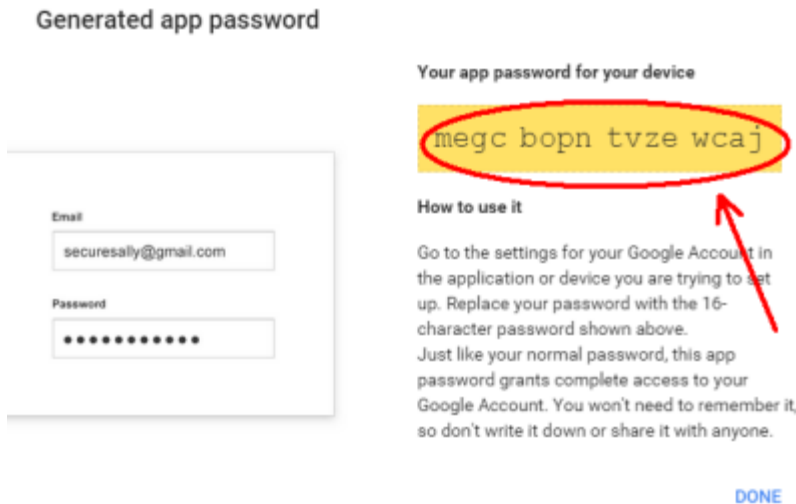 Generated app password
Your app password for your device
megc bopn tvze wcaj
Email
securesally@gmail.com
Password
How to use it
Go to the settings for your Google Account in
the application or device you are trying to set
up. Replace your password with the 16-
character password shown above.
Just like your normal password, this app
password grants complete access to your
Google Account. You won't need to remember it,
so don't write it down or share it with anyone.
DONE